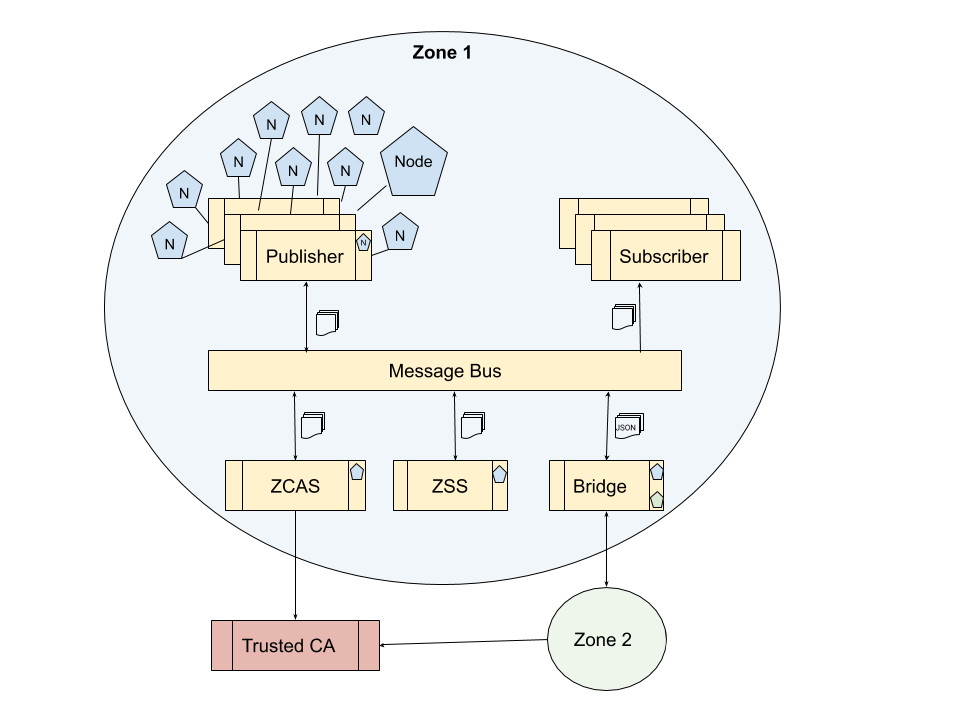 Zone 1
N
N
N
N
N
N
Node
N
N
N
N
Publisher
Subscriber
Message Bus
JSON
ZCAS
ZSS
Bridge
Trusted CA
Zone 2